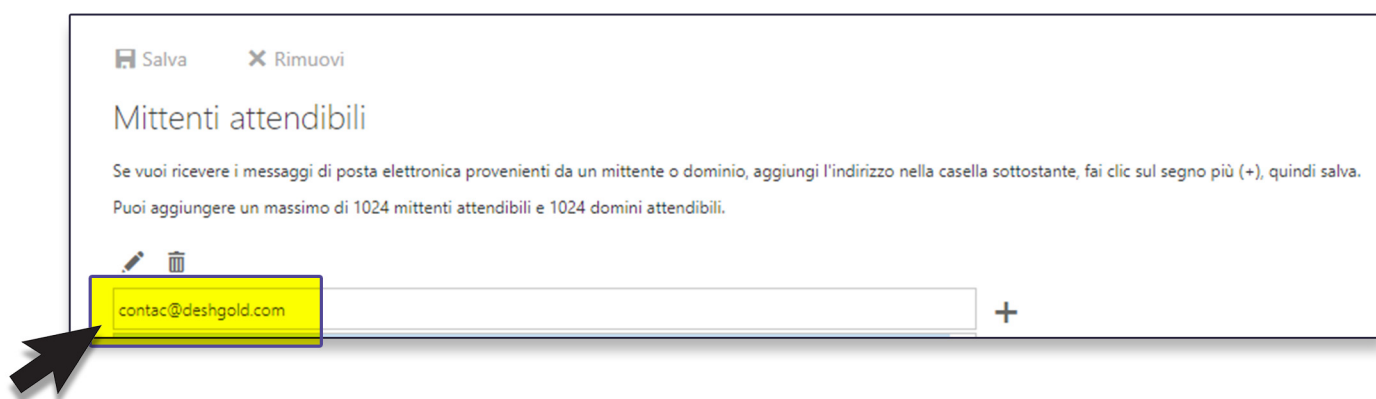 Salva Rimuovi
Mittenti attendibili
Se vuoi ricevere i messaggi di posta elettronica provenienti da un mittente o dominio, aggiungi l'indirizzo nella casella sottostante, fai clic sul segno più (+), quindi salva.
Puoi aggiungere un massimo di 1024 mittenti attendibili e 1024 domini attendibili.
contac@deshgold.com +